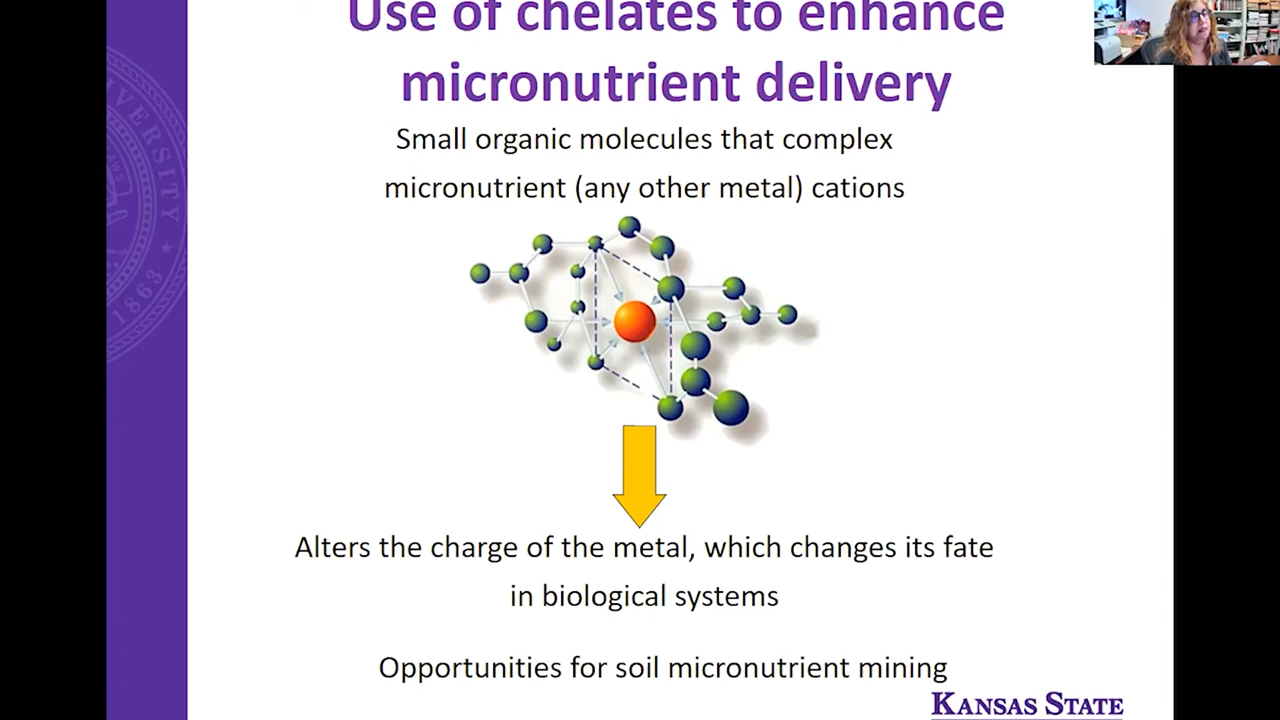 Use of chelates to enhance
micronutrient delivery
Small organic molecules that complex
micronutrient (any other metal) cations
Alters the charge of the metal, which changes its fate
in biological systems
Opportunities for soil micronutrient mining
KANSAS STATE
1863